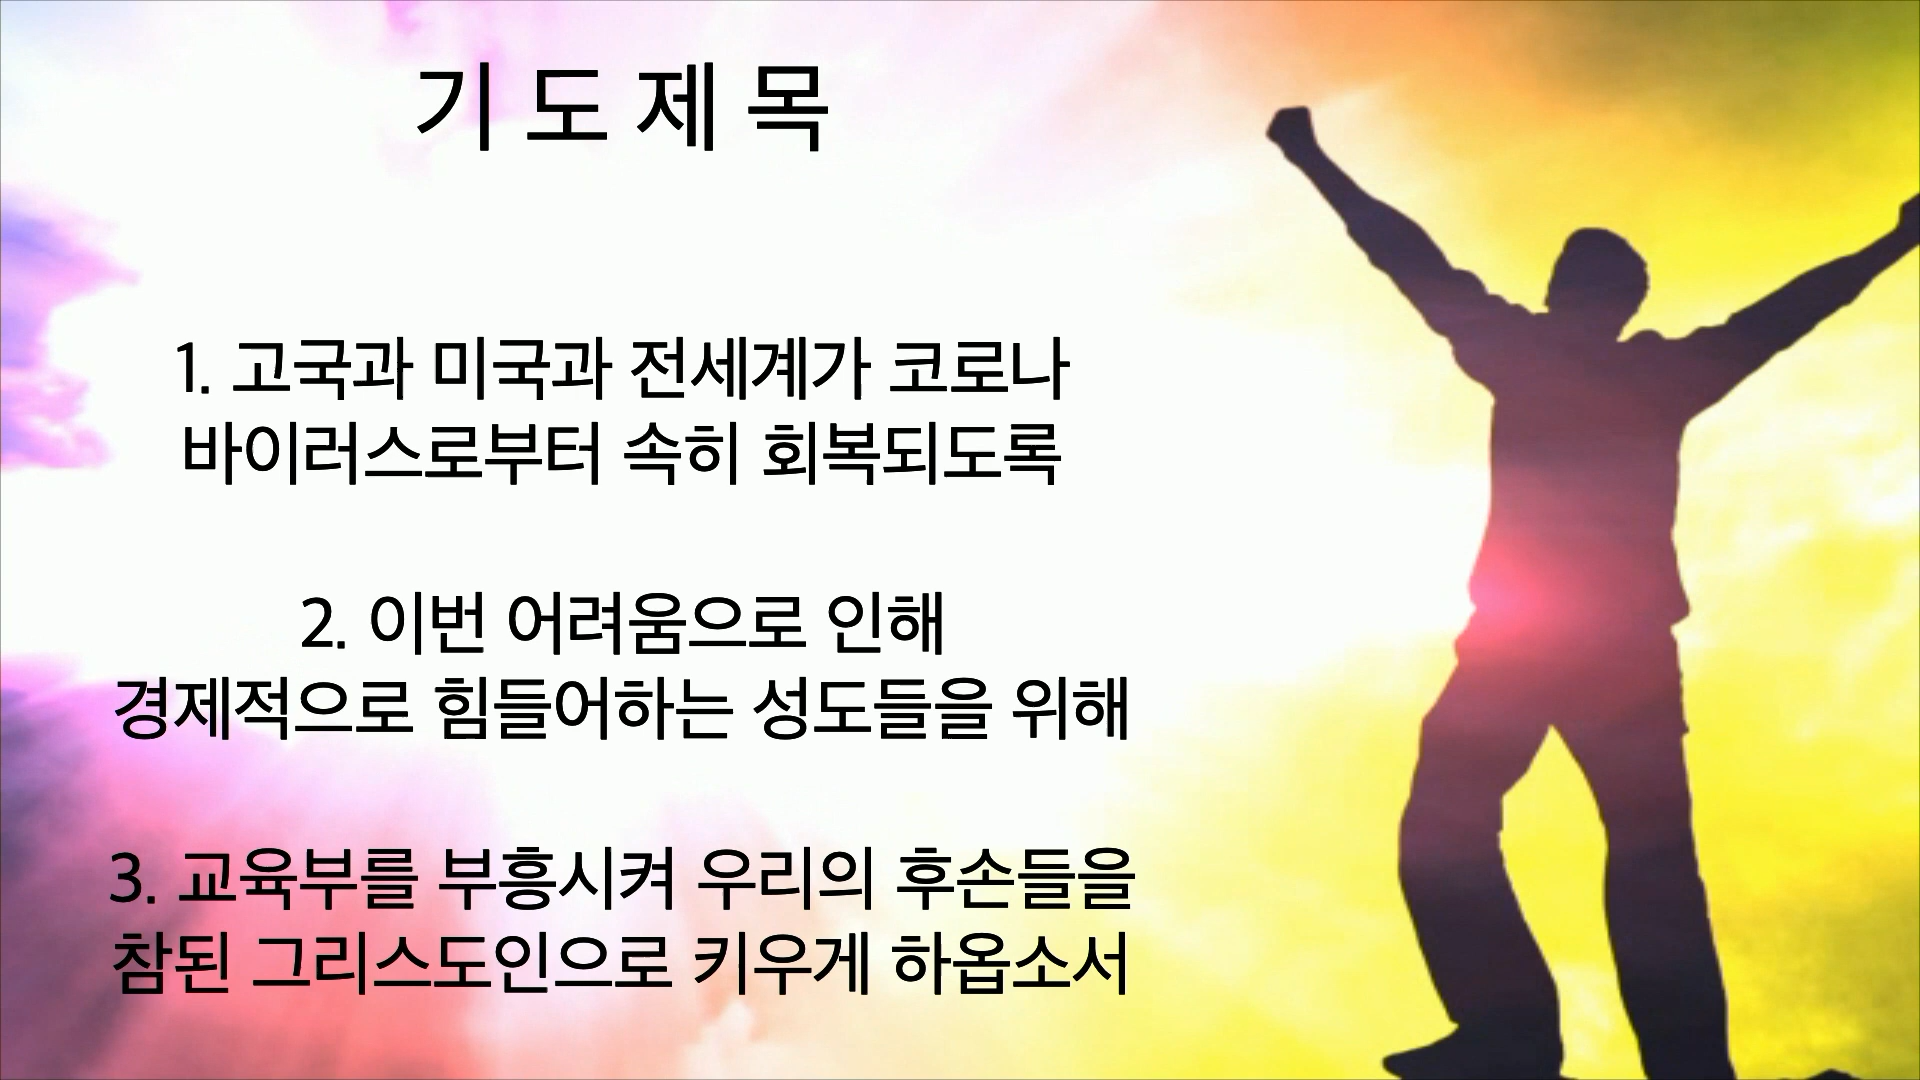 기 도 제 목
1. 고국과 미국과 전세계가 코로나
바이러스로부터 속히 회복되도록
2. 이번 어려움으로 인해
경제적으로 힘들어하는 성도들을 위해
3. 교육부를 부흥시켜 우리의 후손들을
참된 그리스도인으로 키우게 하옵소서